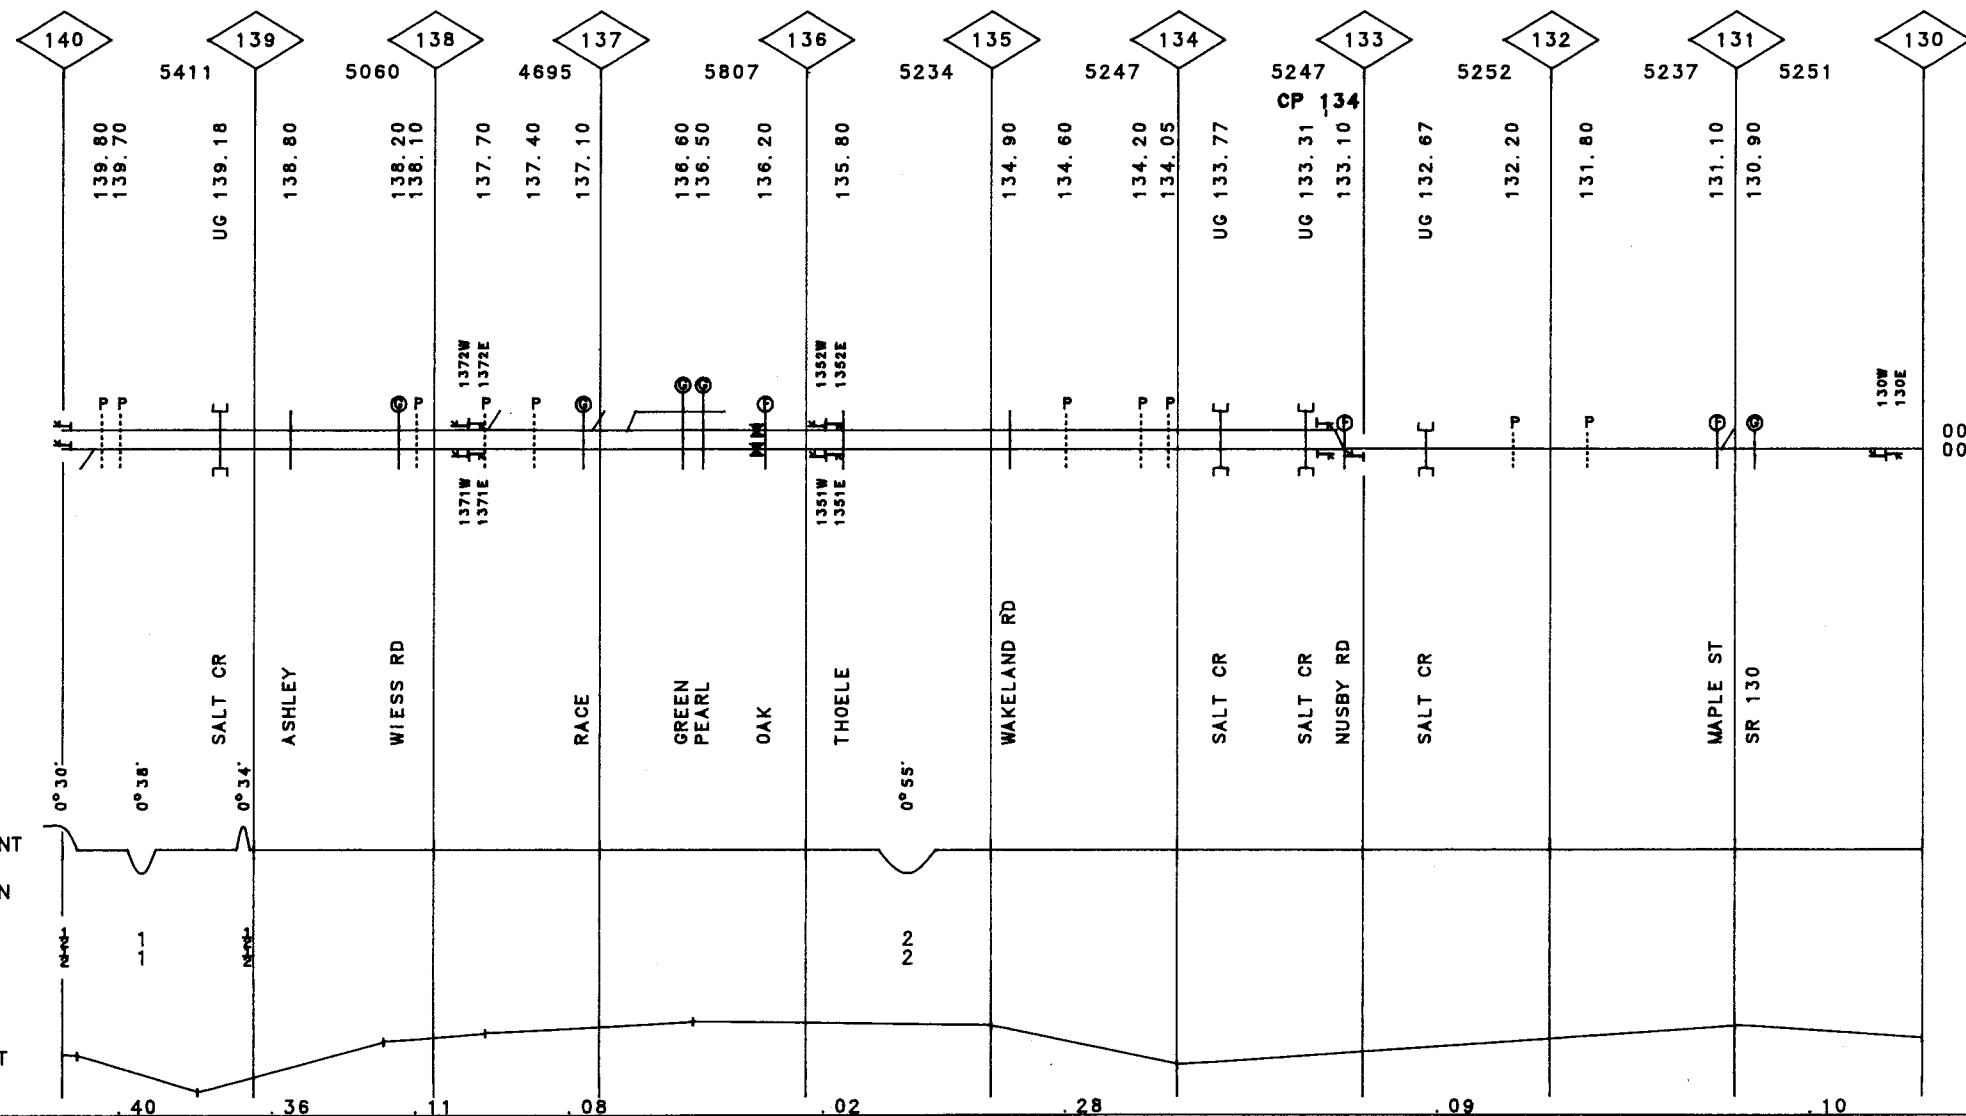 140 139 138 137 136 135 134 133 132 131 130
5411 5060 4695 5807 5234 5247 5247 5252 5237 5251
CP 134
139.80
139.70
UG 139.18
138.80
138.20
138.10
137.70
137.40
137.10
136.60
136.50
136.20
135.80
134.90
134.60
134.20
134.05
UG 133.77
UG 133.31
133.10
UG 132.67
132.20
131.80
131.10
130.90
1372W
1372E
1352W
1352E
130W
130E
P P G P P P G G G F P P P F P P F G
00
00
1371W
1371E
1351W
1351E
SALT CR
ASHLEY
WIESS RD
RACE
GREEN
PEARL
OAK
THOELE
WAKELAND RD
SALT CR
SALT CR
NUSBY RD
SALT CR
MAPLE ST
SR 130
0°30'
0°38'
0°34'
0°55'
NT
N
1 2
1 2
T
.40 .36 .11 .08 .02 .28 .09 .10